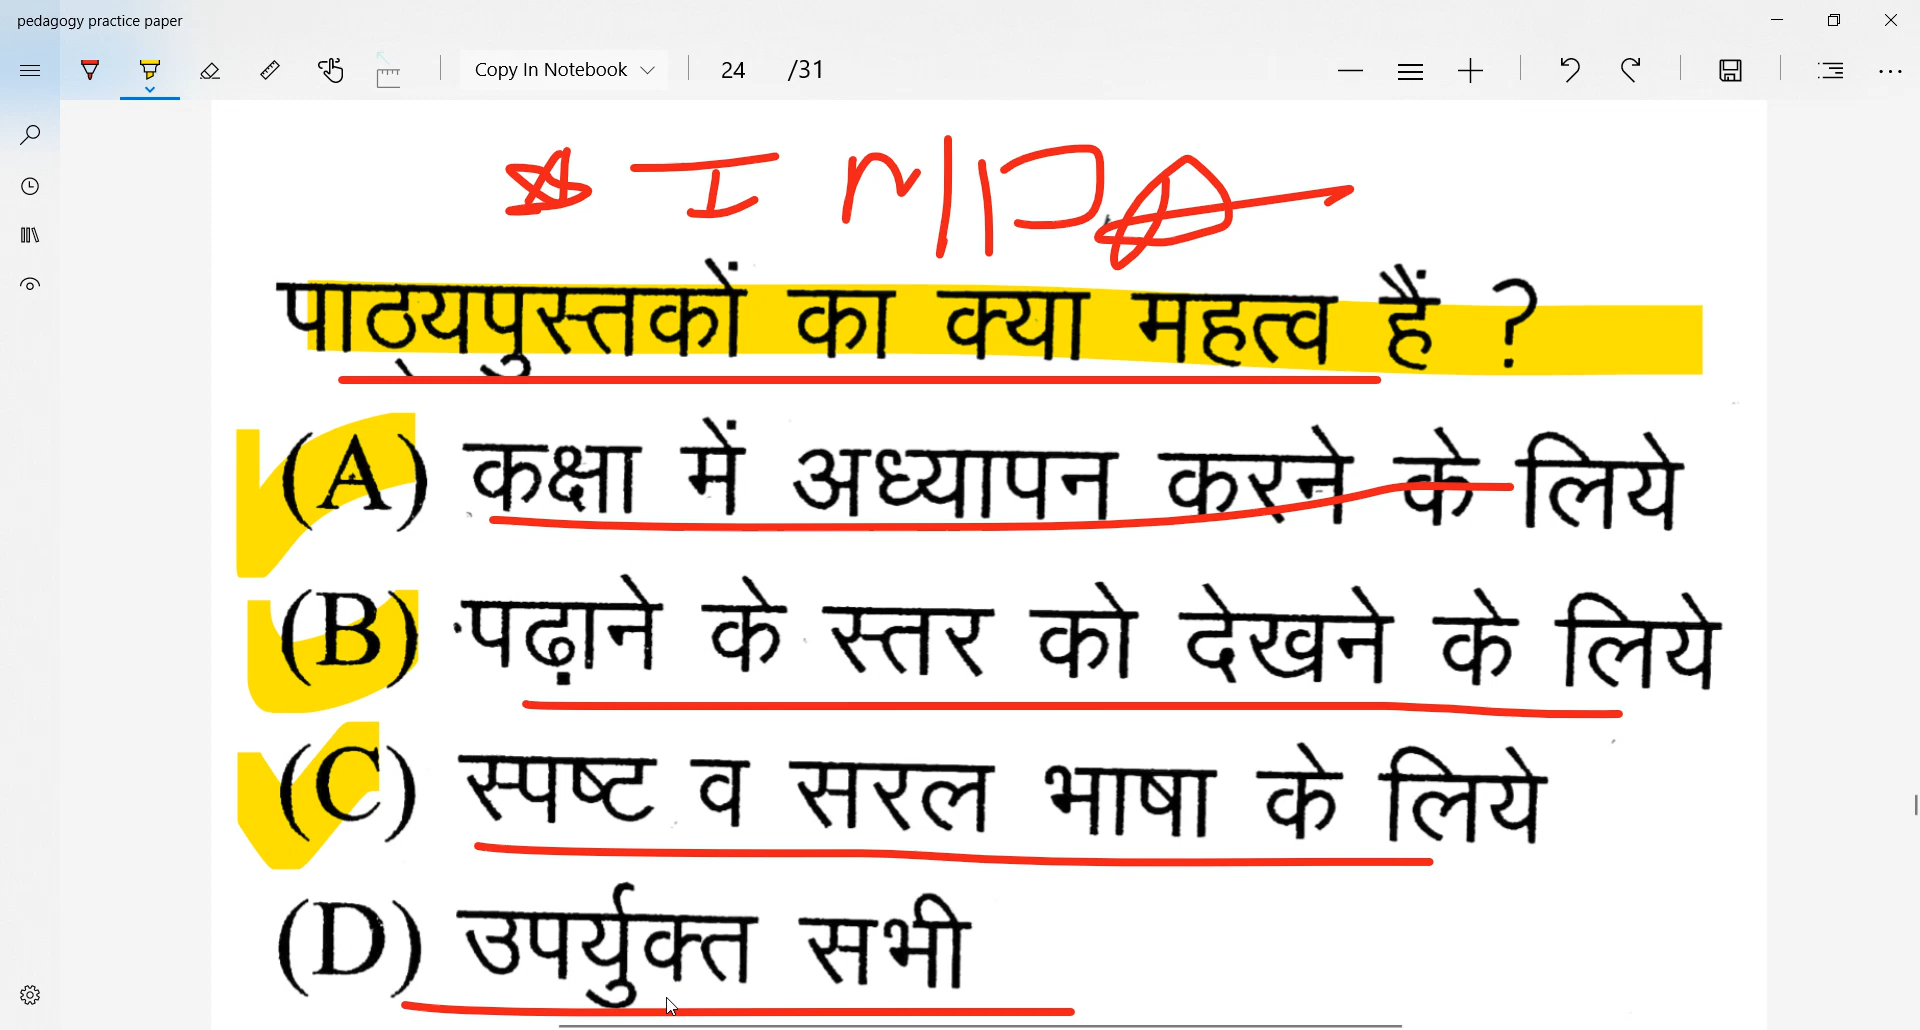 pedagogy practice paper
Copy In Notebook 24 /31
पाठ्यपुस्तकों का क्या महत्व हैं ?
(A) कक्षा में अध्यापन करने के लिये
(B) पढ़ाने के स्तर को देखने के लिये
(C) स्पष्ट व सरल भाषा के लिये
(D) उपर्युक्त सभी